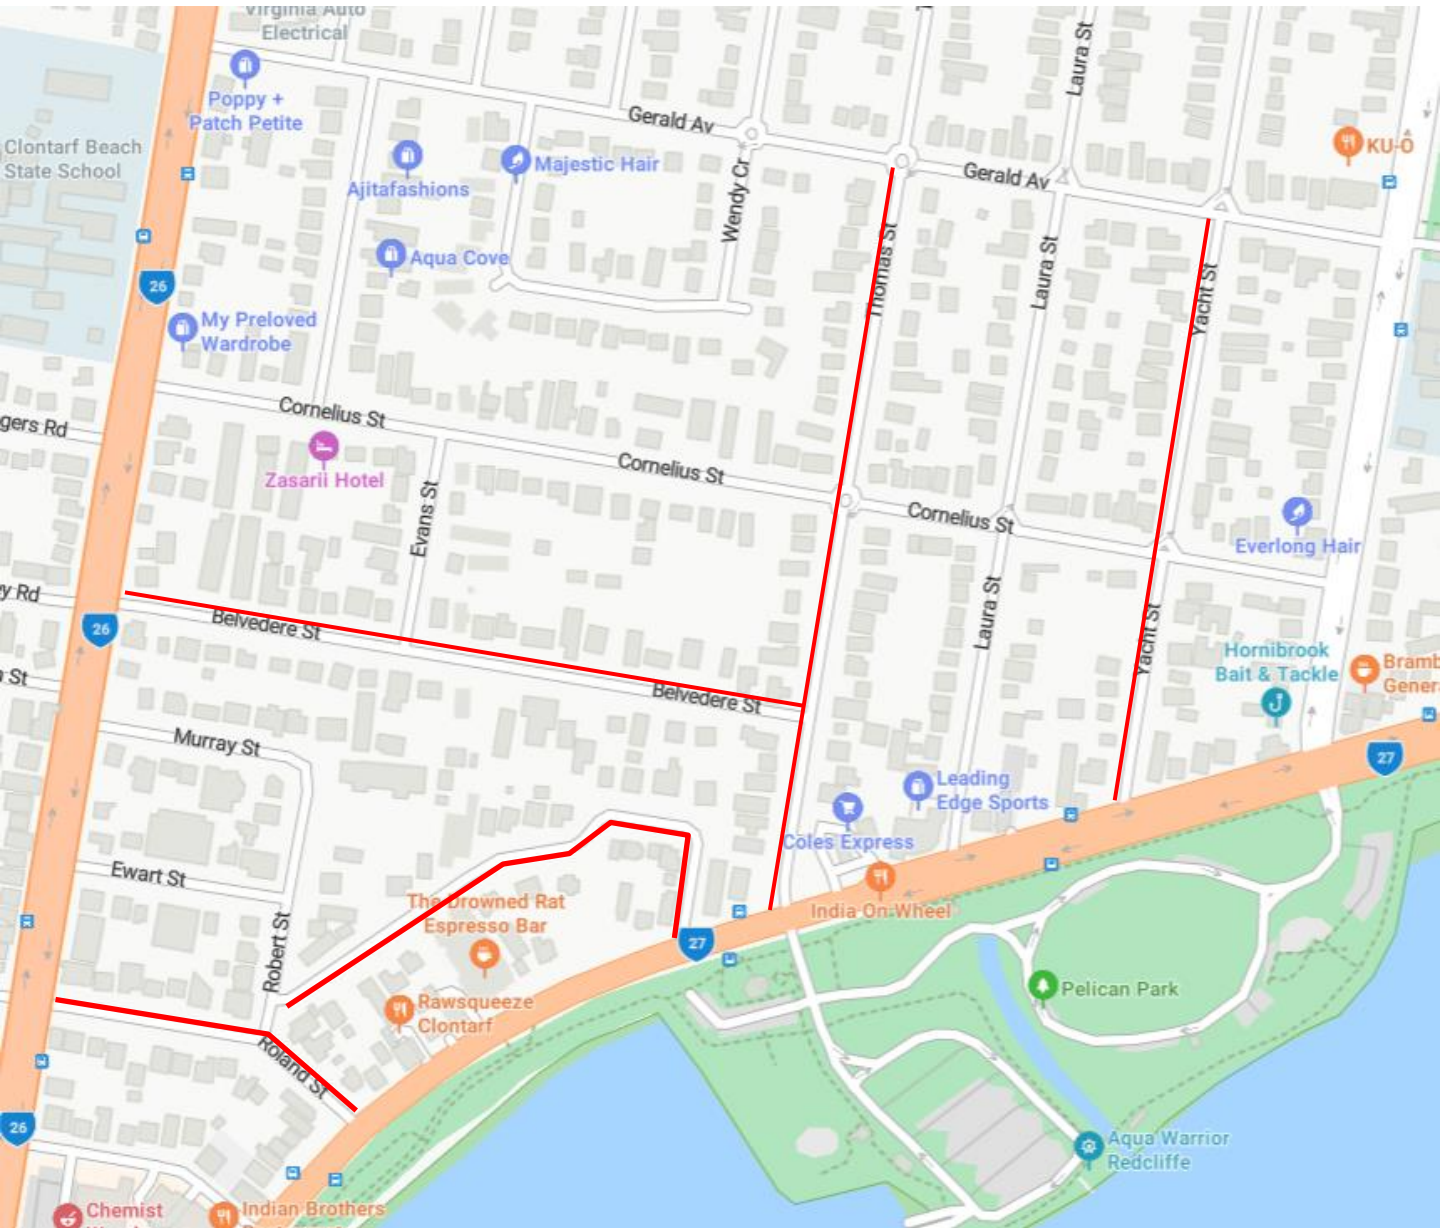 Virginia Auto
Electrical
Laura St
Poppy +
Patch Petite
Gerald Av
Clontarf Beach
State School
KU-O
Majestic Hair
Ajitafashions
Gerald Av
Wendy Cr
Thomas St
Laura St
Yacht St
Aqua Cove
26
My Preloved
Wardrobe
Cornelius St
gers Rd
Cornelius St
Zasarii Hotel
Evans St
Cornelius St
Everlong Hair
y Rd
Belvedere St
26
Laura St
Yacht St
Hornibrook
Bait & Tackle
Bramb
Genera
St
Belvedere St
Murray St
27
Leading
Edge Sports
Coles Express
Ewart St
The Drowned Rat
Espresso Bar
India On Wheel
27
Robert St
Pelican Park
Rawsqueeze
Clontarf
Roland St
26
Aqua Warrior
Redcliffe
Chemist
Indian Brothers